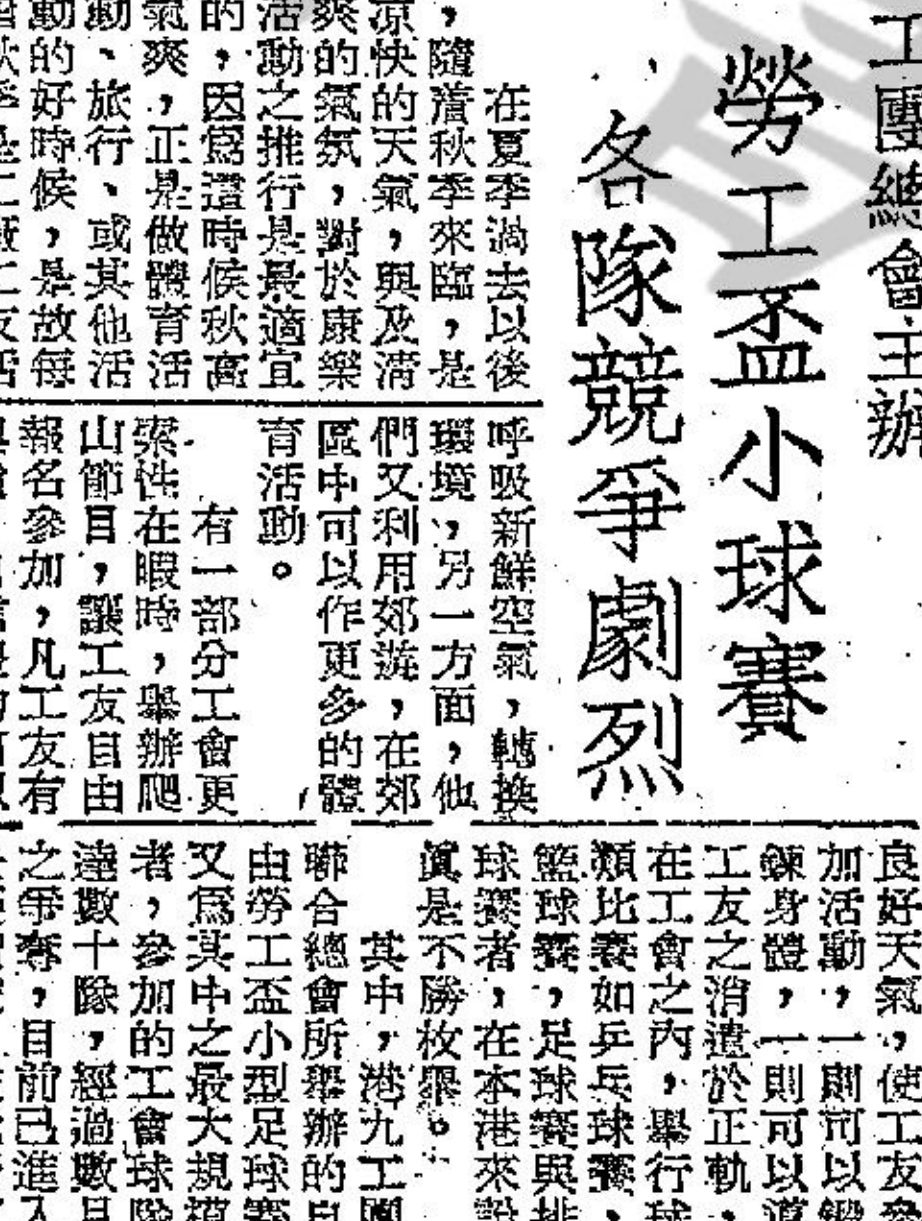 工團總會主辦
勞工盃小球賽
各隊競爭劇烈
在夏季過去以後
，隨着秋季來臨，是
涼快的天氣，與及清
爽的氣氛，對於康樂
活動之推行是最適宜
的，因爲這時候秋高
氣爽，正是做體育活
動、旅行、或其他活
動的好時候，是故每
呼吸新鮮空氣，轉換
環境，另一方面，他
們又利用郊游，在郊
區中可以作更多的體
育活動。
有一部分工會更
索性在暇時，舉辦爬
山節目，讓工友自由
報名參加，凡工友有
良好天氣，使工友參
加活動，一則可以鍛
鍊身體，一則可以導
工友之消遣於正軌，
在工會之內，舉行球
類比賽如乒乓球賽，
籃球賽，足球賽與排
球賽者，在本港來說
眞是不勝枚舉。
其中，港九工團
聯合總會所舉辦的自
由勞工盃小型足球賽
又爲其中之最大規模
者，參加的工會球隊
達數十隊，經過數月
之爭奪，目前已進入